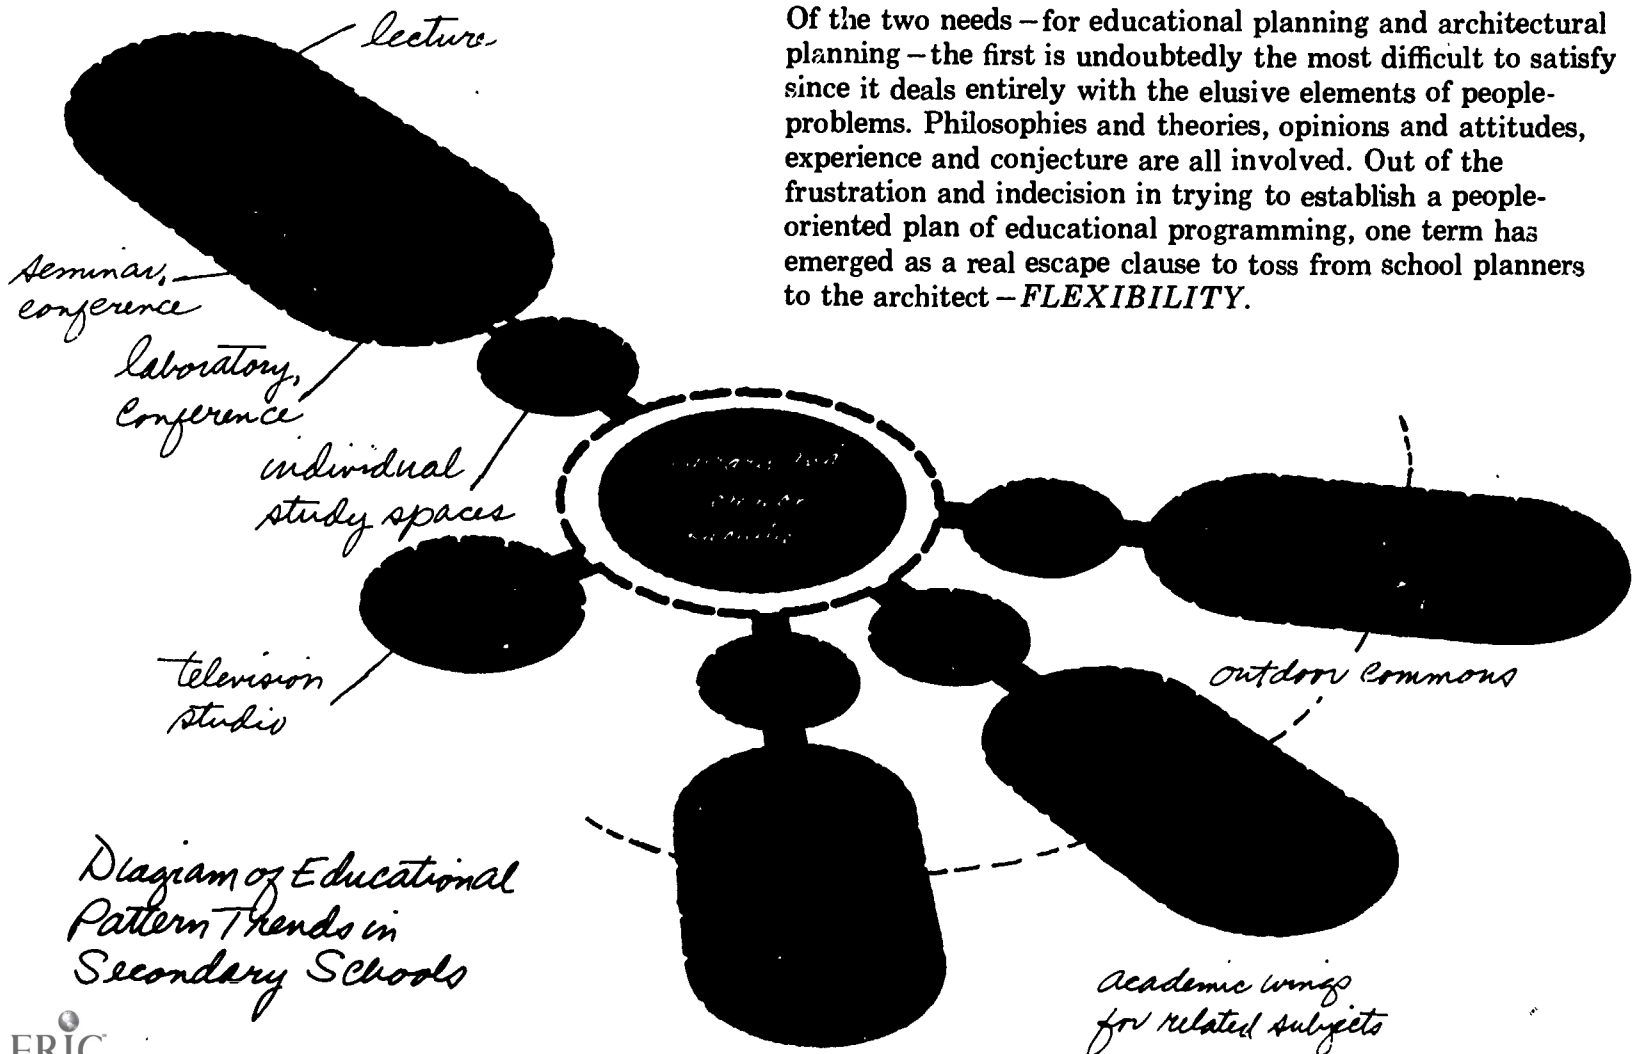 Of the two needs – for educational planning and architectural
planning – the first is undoubtedly the most difficult to satisfy
since it deals entirely with the elusive elements of people-
problems. Philosophies and theories, opinions and attitudes,
experience and conjecture are all involved. Out of the
frustration and indecision in trying to establish a people-
oriented plan of educational programming, one term has
emerged as a real escape clause to toss from school planners
to the architect – FLEXIBILITY.
lecture
seminar,
conference
laboratory,
conference
individual
study spaces
television
studio
outdoor commons
academic wings
for related subjects
Diagram of Educational
Pattern Trends in
Secondary Schools
ERIC